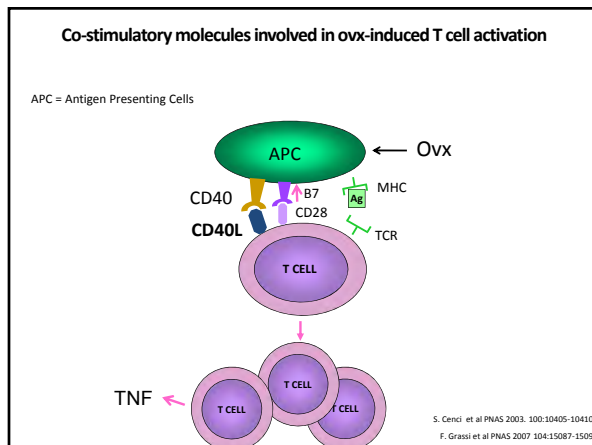 Co-stimulatory molecules involved in ovx-induced T cell activation
APC = Antigen Presenting Cells
APC
Ovx
CD40
B7
MHC
Ag
CD28
CD40L
TCR
T CELL
T CELL
TNF
T CELL
T CELL
S. Cenci et al PNAS 2003. 100:10405-10410
F. Grassi et al PNAS 2007 104:15087-1509